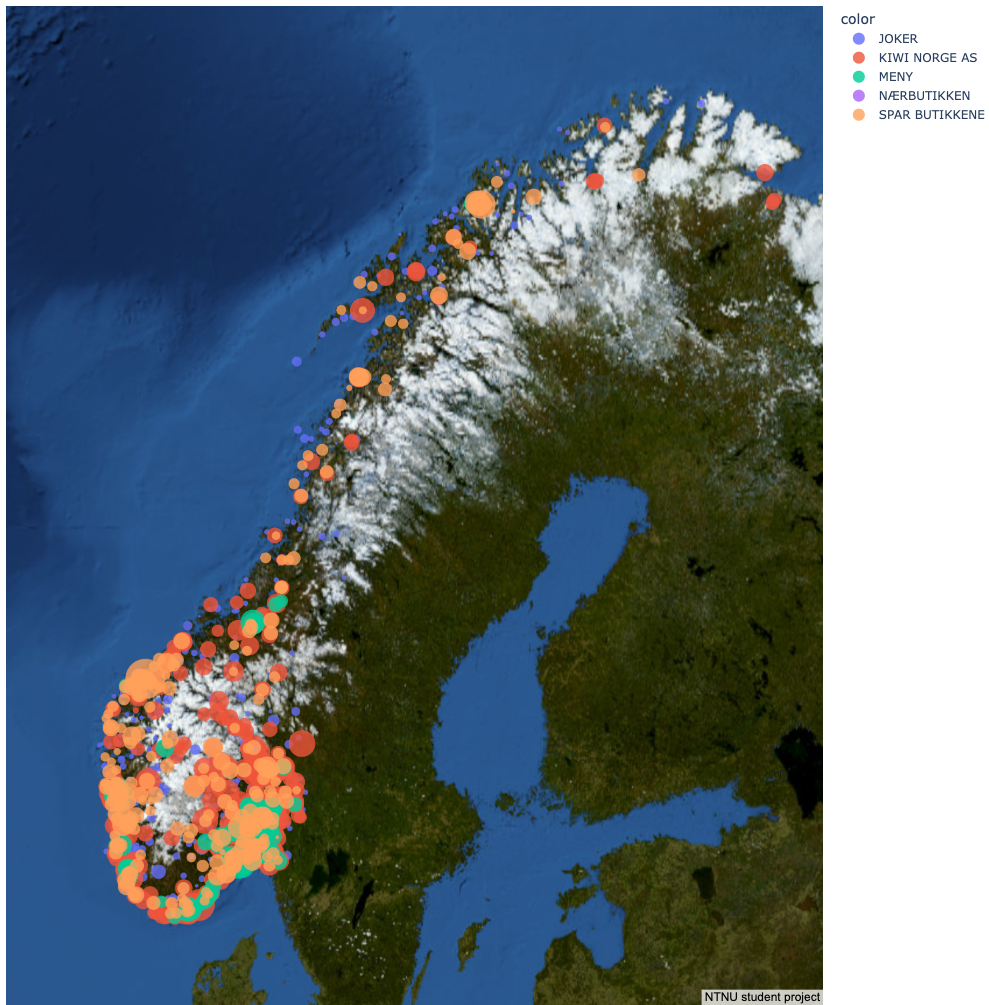 color
JOKER
KIWI NORGE AS
MENY
NÆRBUTIKKEN
SPAR BUTIKKENE
NTNU student project